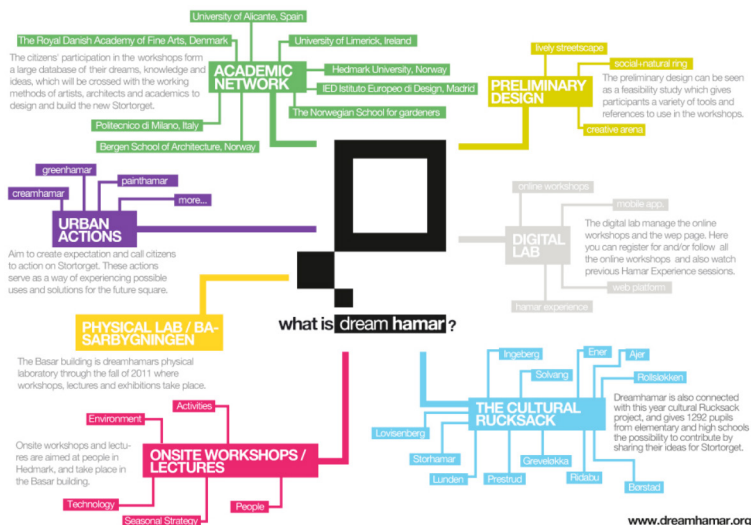 University of Alicante, Spain
The Royal Danish Academy of Fine Arts, Denmark
University of Limerick, Ireland
The citizens' participation in the workshops form
a large database of their dreams, knowledge and
ideas, which will be crossed with the working
methods of artists, architects and academics to
design and build the new Stortorget.
ACADEMIC
NETWORK
Hedmark University, Norway
IED Istituto Europeo di Design, Madrid
The Norwegian School for gardeners
Politecnico di Milano, Italy
Bergen School of Architecture, Norway
lively streetscape
social+natural ring
PRELIMINARY
DESIGN
The preliminary design can be seen
as a feasibility study which gives
participants a variety of tools and
references to use in the workshops.
creative arena
greenhamar
painthamar
creamhamar
more...
URBAN
ACTIONS
Aim to create expectation and call citizens
to action on Stortorget. These actions
serve as a way of experiencing possible
uses and solutions for the future square.
online workshops
mobile app.
DIGITAL
LAB
The digital lab manage the online
workshops and the wep page. Here
you can register for and/or follow all
the online workshops and also watch
previous Hamar Experience sessions.
web platform
hamar experience
PHYSICAL LAB / BA-
SARBYGNINGEN
The Basar building is dreamhamars physical
laboratory through the fall of 2011 where
workshops, lectures and exhibitions take place.
what is dream hamar ?
Activities
Environment
Onsite workshops and lectu-
res are aimed at people in
Hedmark, and take place in
the Basar building.
ONSITE WORKSHOPS /
LECTURES
Technology
People
Seasonal Strategy
Ingeberg
Ener
Ajer
Solvang
Rollsløkken
THE CULTURAL
RUCKSACK
Dreamhamar is also connected
with this year cultural Rucksack
project, and gives 1292 pupils
from elementary and high schools
the possibility to contribute by
sharing their ideas for Stortorget.
Lovisenberg
Storhamar
Greveløkka
Lunden
Prestrud
Ridabu
Børstad
www.dreamhamar.org